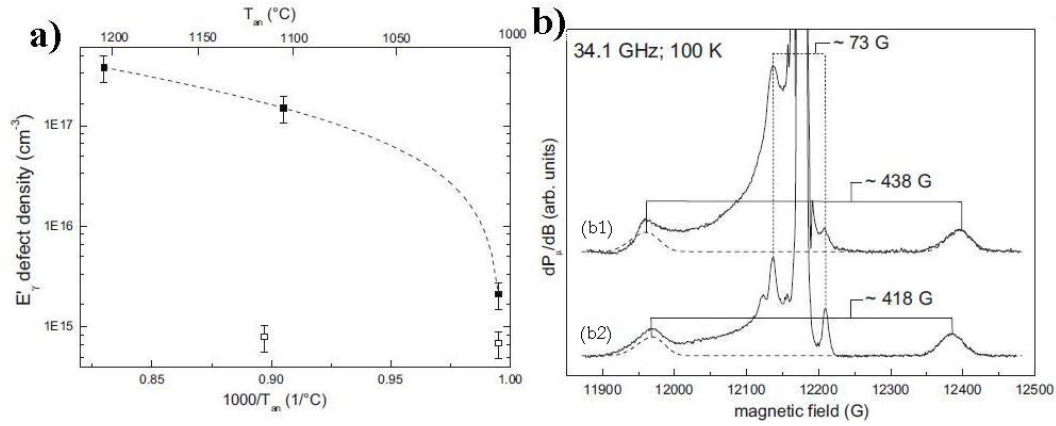 a)
T_an (°C)
1200 1150 1100 1050 1000
E'_γ defect density (cm⁻³)
1E17
1E16
1E15
0.85 0.90 0.95 1.00
1000/T_an (1/°C)
b)
34.1 GHz; 100 K
~ 73 G
~ 438 G
(b1)
~ 418 G
(b2)
dP_μ/dB (arb. units)
11900 12000 12100 12200 12300 12400 12500
magnetic field (G)